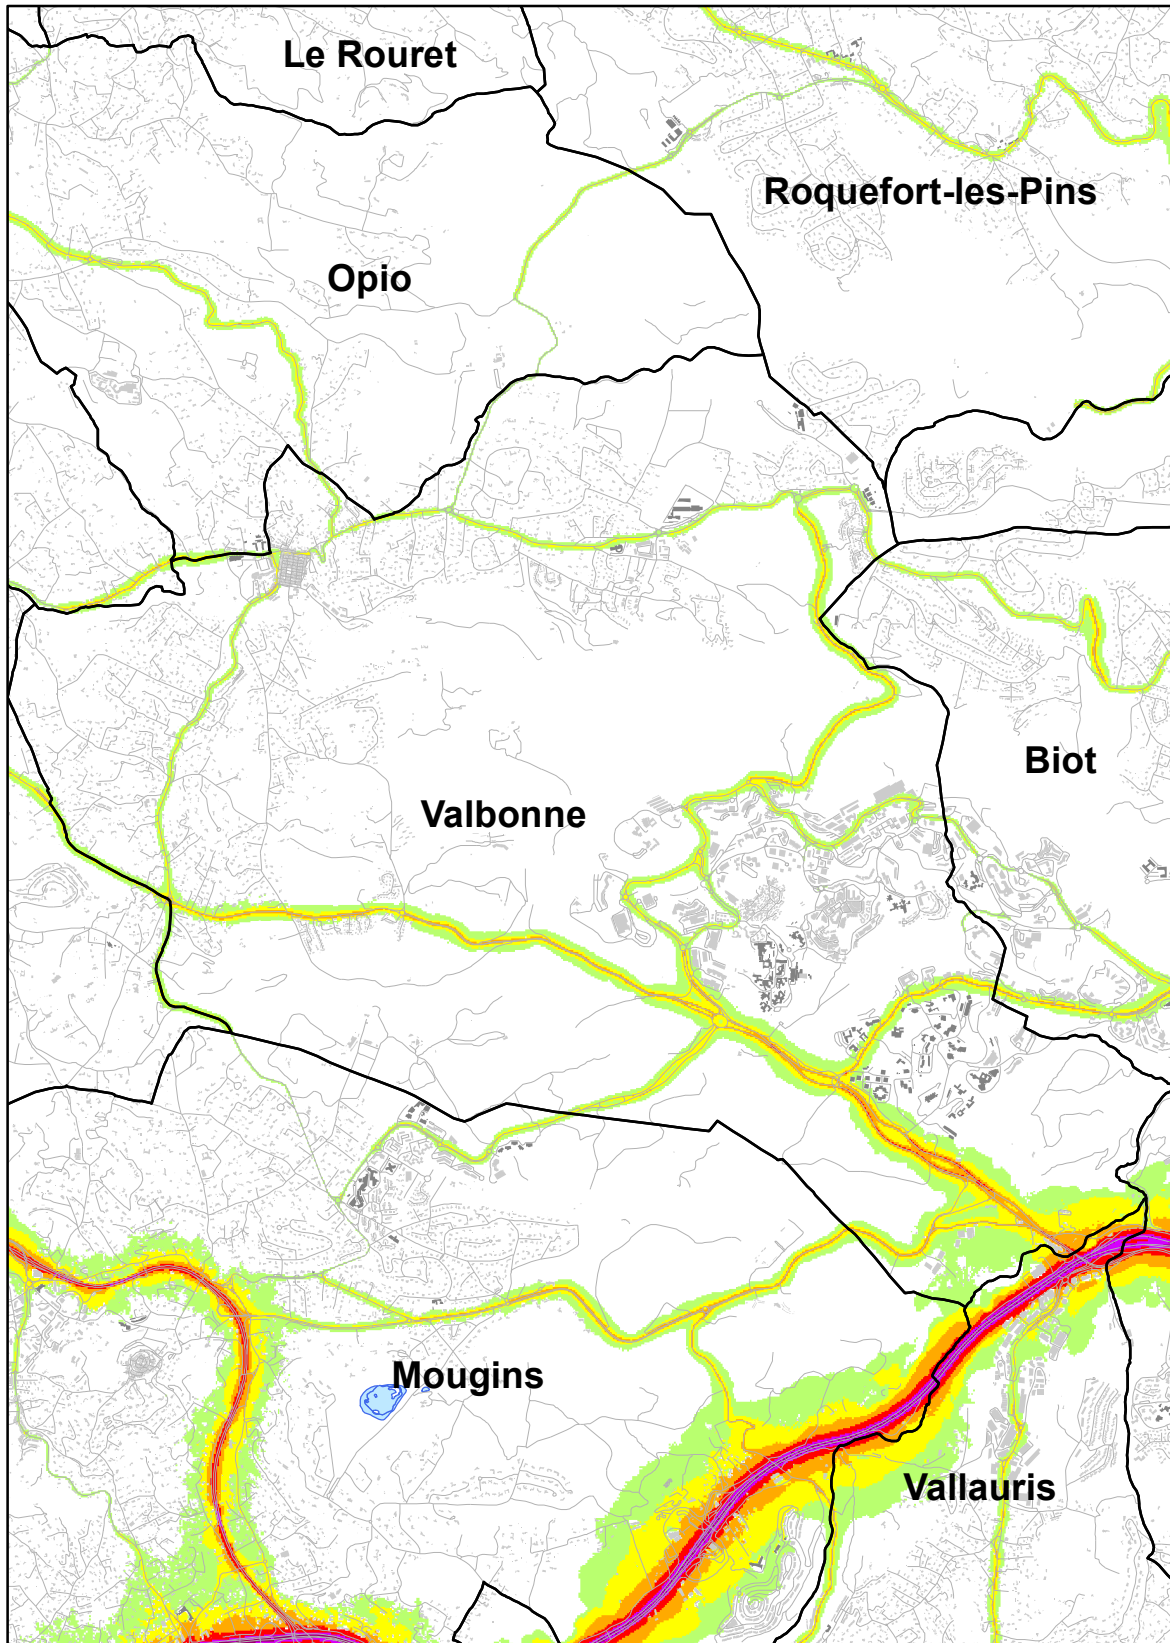 Le Rouret
Roquefort-les-Pins
Opio
Biot
Valbonne
Mougins
Vallauris